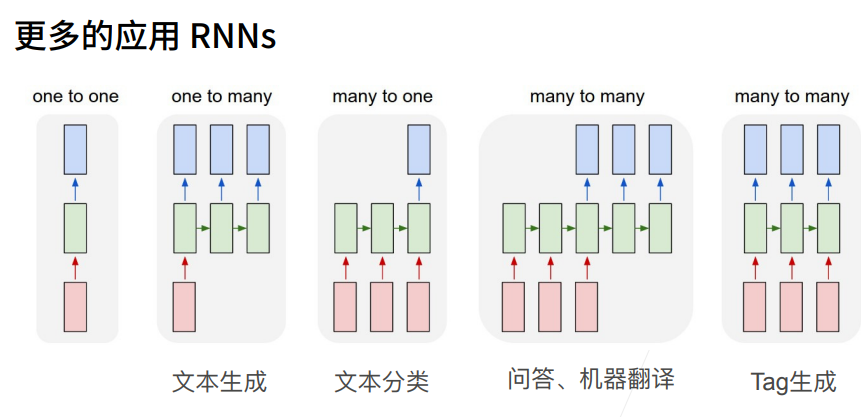 更多的应用 RNNs
one to one
one to many
many to one
many to many
many to many
文本生成
文本分类
问答、机器翻译
Tag生成